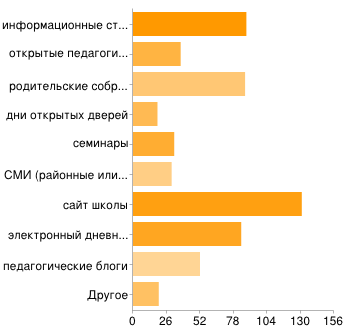 информационные ст...
открытые педагоги...
родительские собр...
дни открытых дверей
семинары
СМИ (районные или...
сайт школы
электронный дневн...
педагогические блоги
Другое
0 26 52 78 104 130 156